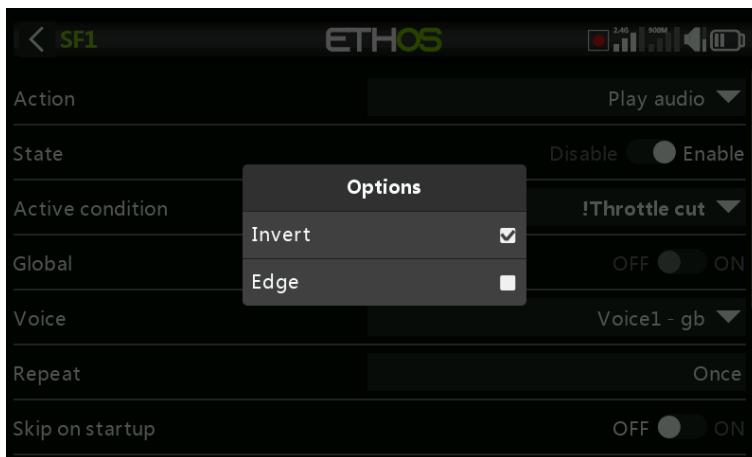 SF1 ETHOS 2.4G 900M
Action Play audio
State Disable Enable
Options
Active condition !Throttle cut
Invert
Global OFF ON
Edge
Voice Voice1 - gb
Repeat Once
Skip on startup OFF ON